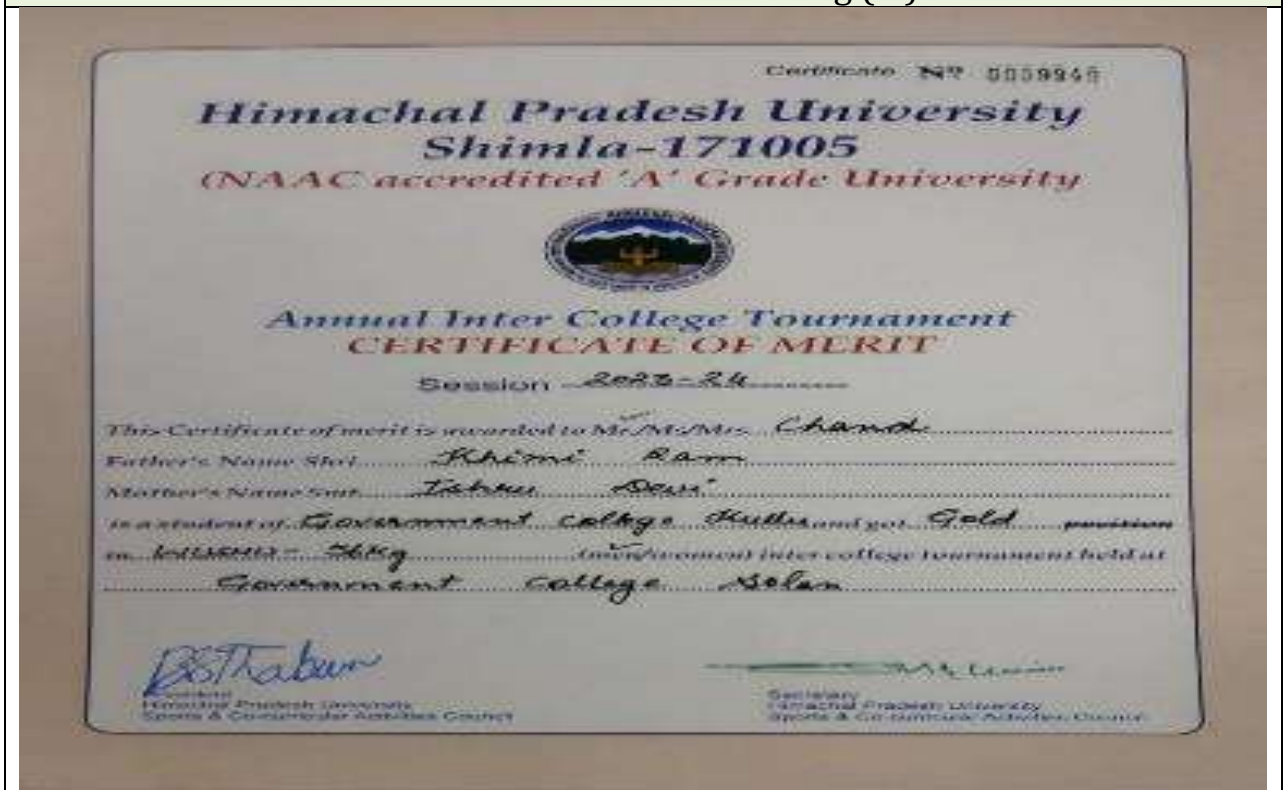 Certificate Nº
Himachal Pradesh University
Shimla-171005
(NAAC accredited 'A' Grade University
Annual Inter College Tournament
CERTIFICATE OF MERIT
Session 2023-24
This Certificate of merit is awarded to Mr./Ms/Mrs. Chand
Father's Name Shri Khimi Ram
Mother's Name Smt. Devi
is a student of Government College Kullu and got Gold position
in WUSHU - 56Kg (men/women) inter college tournament held at
Government College Solan
President
Himachal Pradesh University
Sports & Co-curricular Activities Council
Secretary
Himachal Pradesh University
Sports & Co-curricular Activities Council